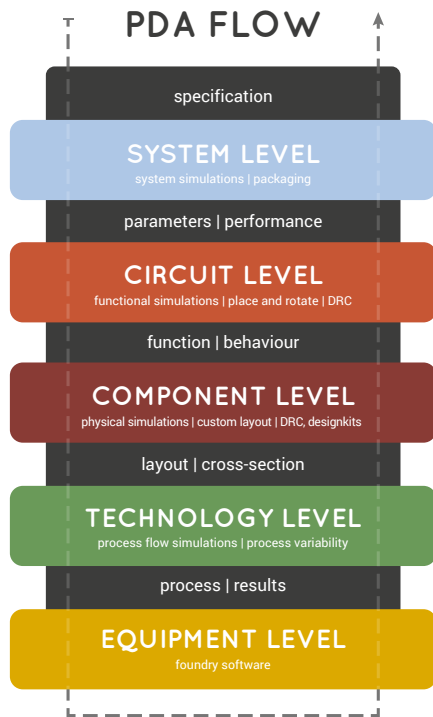 PDA FLOW
specification
SYSTEM LEVEL
system simulations | packaging
parameters | performance
CIRCUIT LEVEL
functional simulations | place and rotate | DRC
function | behaviour
COMPONENT LEVEL
physical simulations | custom layout | DRC, designkits
layout | cross-section
TECHNOLOGY LEVEL
process flow simulations | process variability
process | results
EQUIPMENT LEVEL
foundry software